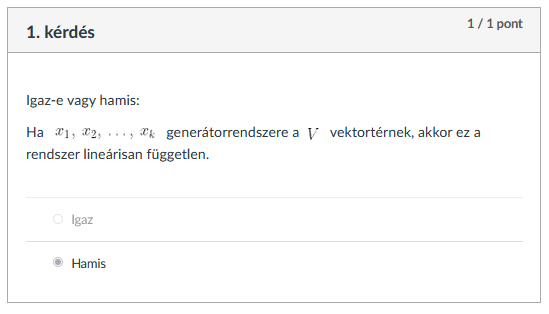 1. kérdés
1 / 1 pont
Igaz-e vagy hamis:
Ha x₁, x₂, ..., xₖ generátorrendszere a V vektortérnek, akkor ez a
rendszer lineárisan független.
Igaz
Hamis